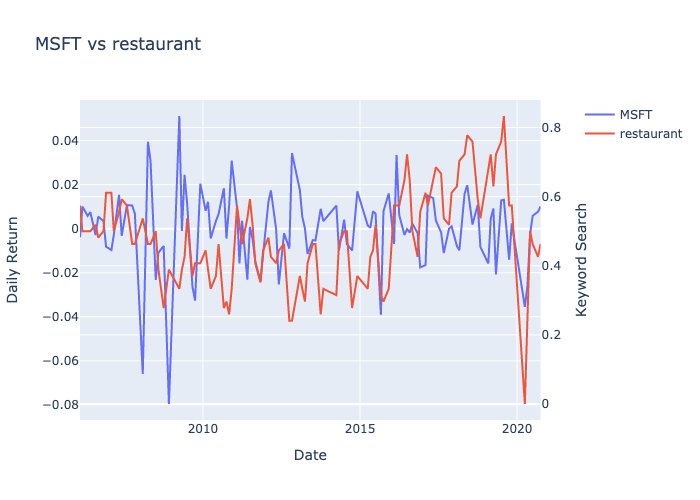 MSFT vs restaurant
MSFT
restaurant
0.04
0.02
0
−0.02
−0.04
−0.06
−0.08
0.8
0.6
0.4
0.2
0
2010
2015
2020
Daily Return
Keyword Search
Date